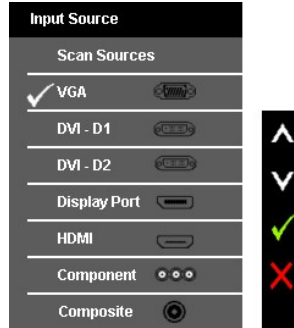 Input Source
Scan Sources
VGA
DVI - D1
DVI - D2
Display Port
HDMI
Component
Composite